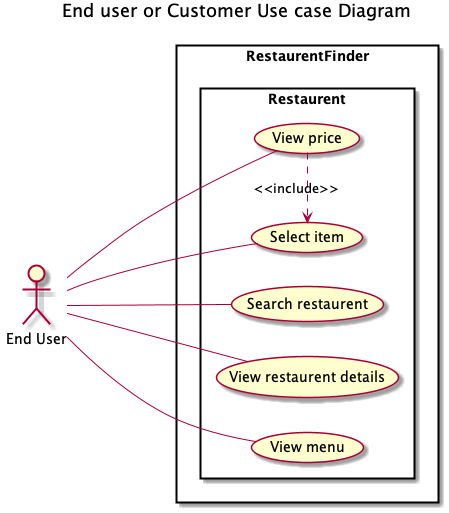 End user or Customer Use case Diagram
RestaurentFinder
Restaurent
View price
<<include>>
Select item
Search restaurent
End User
View restaurent details
View menu